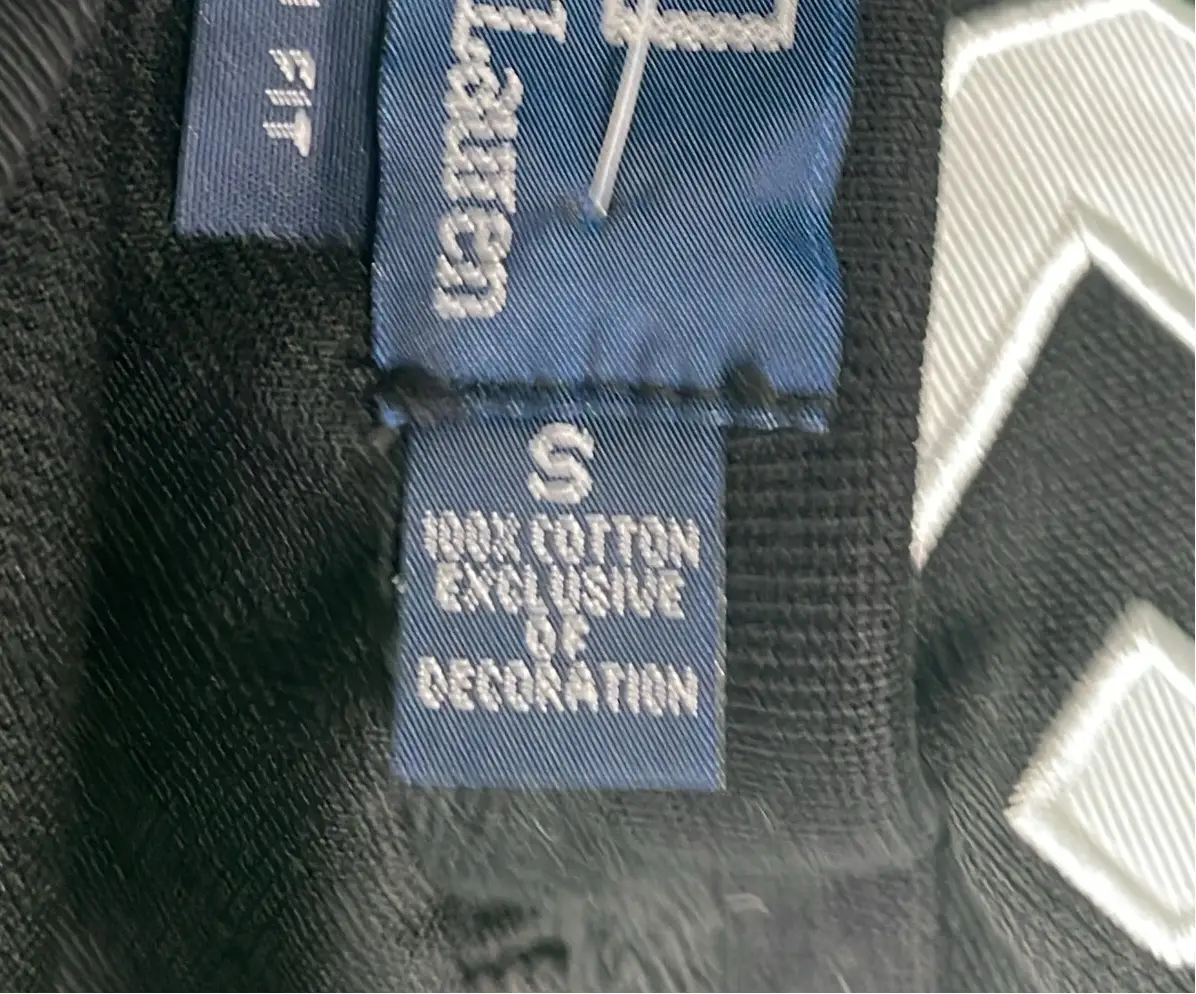 FIT
Lauren
S
100% COTTON
EXCLUSIVE
OF
DECORATION